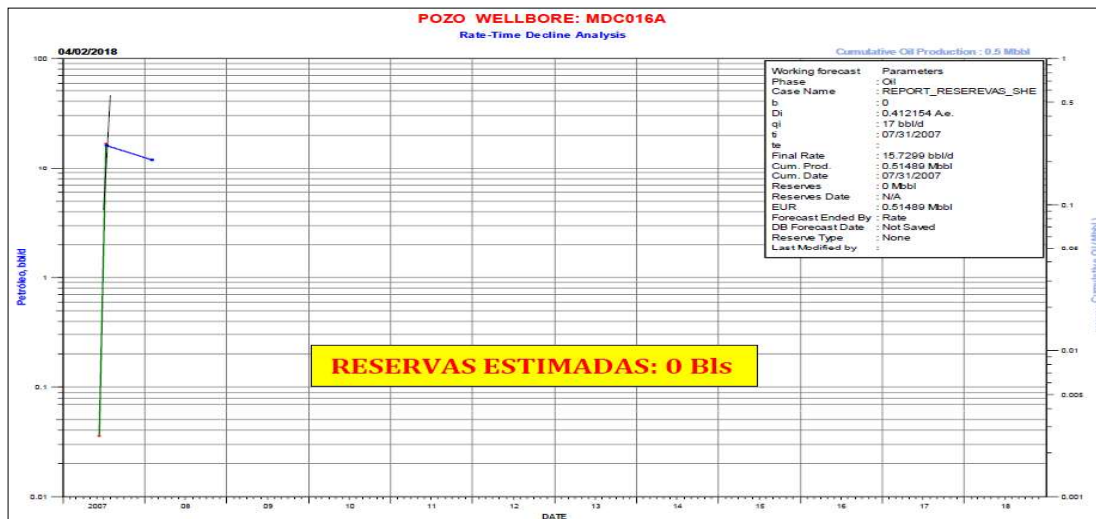 POZO WELLBORE: MDC016A
Rate-Time Decline Analysis
04/02/2018
Cumulative Oil Production : 0.5 Mbbl
Working forecast Parameters
Phase : Oil
Case Name : REPORT_RESEREVAS_SHE
b : 0
Di : 0.412154 A.e.
qi : 17 bbl/d
ti : 07/31/2007
te :
Final Rate : 15.7299 bbl/d
Cum. Prod. : 0.51489 Mbbl
Cum. Date : 07/31/2007
Reserves : 0 Mbbl
Reserves Date : N/A
EUR : 0.51489 Mbbl
Forecast Ended By : Rate
DB Forecast Date : Not Saved
Reserve Type : None
Last Modified by :
100
10
1
0.1
0.01
Petróleo, bbl/d
1
0.5
0.1
0.05
0.01
0.005
0.001
RESERVAS ESTIMADAS: 0 Bls
2007 08 09 10 11 12 13 14 15 16 17 18
DATE